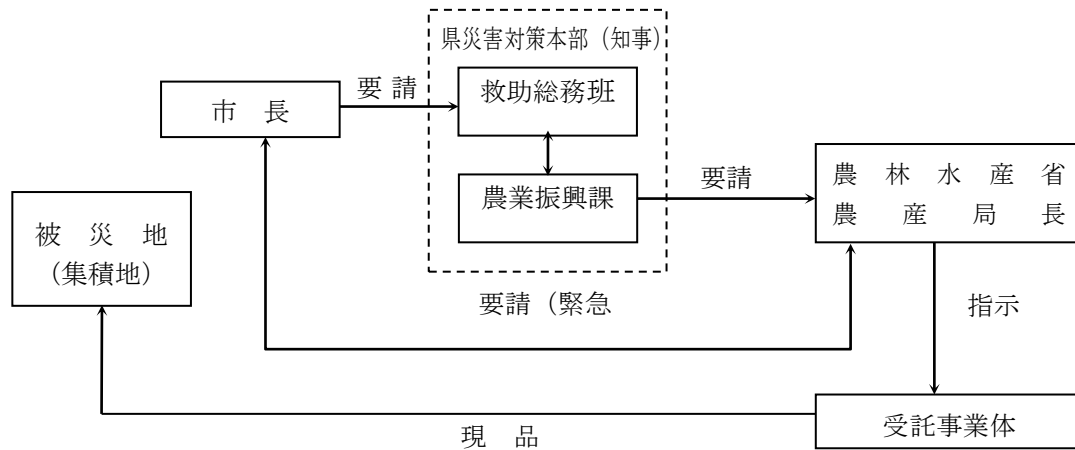 県災害対策本部（知事）
要 請
救助総務班
市 長
農業振興課
要請
農 林 水 産 省
農 産 局 長
被 災 地
（集積地）
要請（緊急
指示
受託事業体
現 品